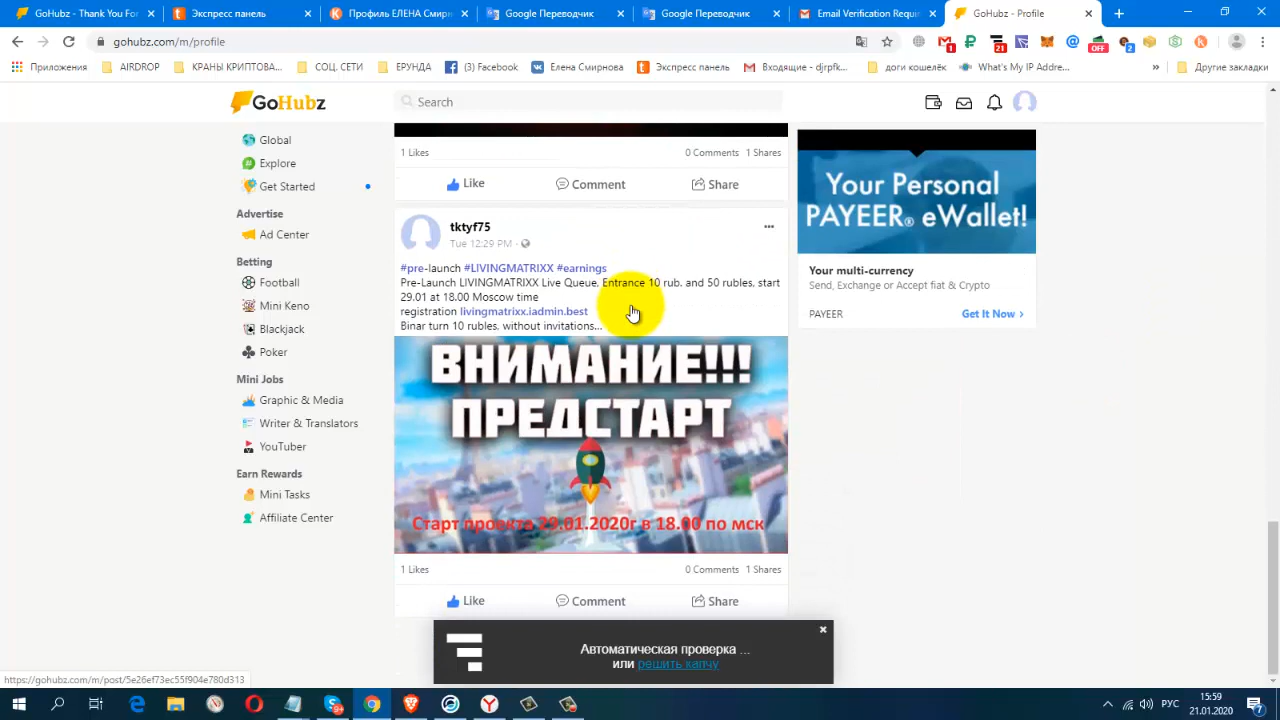 GoHubz - Thank You For
Экспресс панель
Профиль ЕЛЕНА Смирн
Google Переводчик
Google Переводчик
Email Verification Requi
GoHubz - Profile
gohubz.com/m/profile
1
21
OFF
2
Приложения
AIRDROP
КРАНЫ КРИПТОВА...
СОЦ. СЕТИ
ЕРУНДА
(3) Facebook
Елена Смирнова
Экспресс панель
Входящие - djrpfk...
доги кошелёк
What's My IP Addre...
»
Другие закладки
GoHubz
Search
Global
Explore
Get Started
Advertise
Ad Center
Betting
Football
Mini Keno
Blackjack
Poker
Mini Jobs
Graphic & Media
Writer & Translators
YouTuber
Earn Rewards
Mini Tasks
Affiliate Center
1 Likes
0 Comments 1 Shares
Like
Comment
Share
tktyf75
Tue 12:29 PM
#pre-launch #LIVINGMATRIXX #earnings
Pre-Launch LIVINGMATRIXX Live Queue, Entrance 10 rub. and 50 rubles, start
29.01 at 18.00 Moscow time
registration livingmatrixx.iadmin.best
Binar turn 10 rubles. without invitations...
ВНИМАНИЕ!!!
ПРЕДСТАРТ
Старт проекта 29.01.2020г в 18.00 по мск
1 Likes
0 Comments 1 Shares
Like
Comment
Share
Your Personal
PAYEER® eWallet!
Your multi-currency
Send, Exchange or Accept fiat & Crypto
PAYEER
Get It Now ›
Автоматическая проверка ...
или решить капчу
https://gohubz.com/m/post/5e26ef73ec55f904e780d313
РУС
15:59
21.01.2020